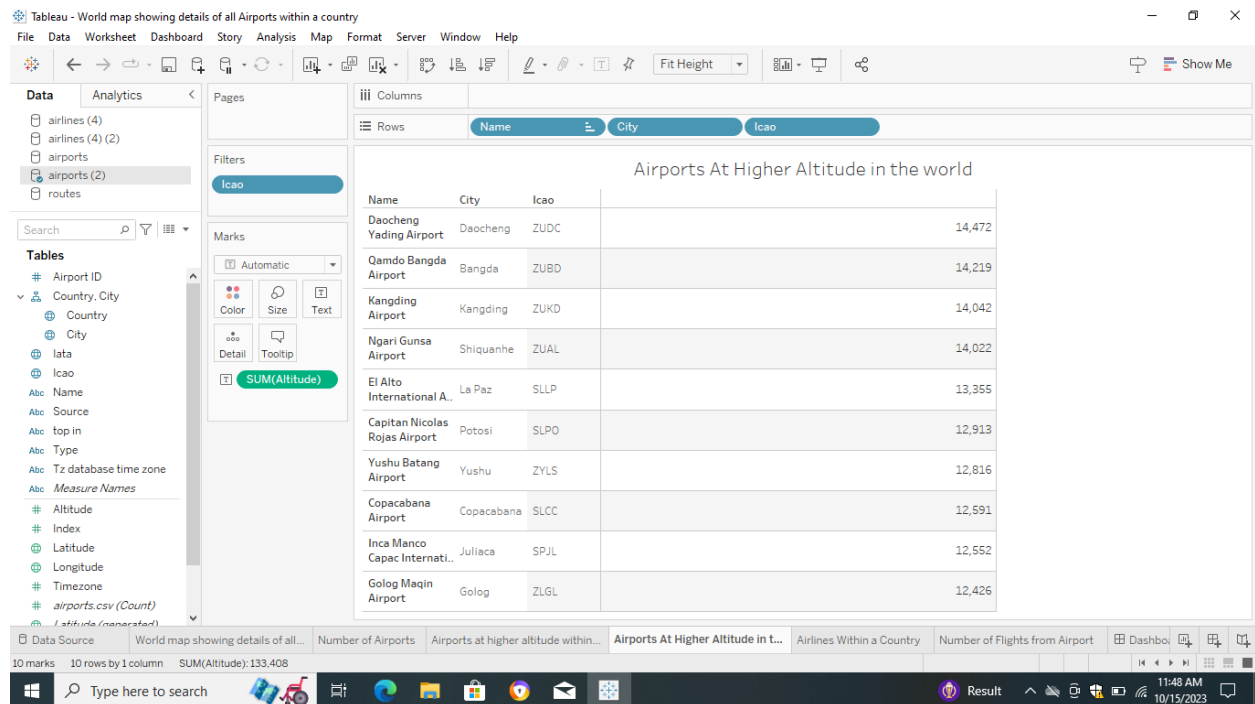 Tableau - World map showing details of all Airports within a country
File Data Worksheet Dashboard Story Analysis Map Format Server Window Help
Fit Height
Show Me
Data Analytics
airlines (4)
airlines (4) (2)
airports
airports (2)
routes
Search
Tables
Airport ID
Country, City
Country
City
Iata
Icao
Abc Name
Abc Source
Abc top in
Abc Type
Abc Tz database time zone
Abc Measure Names
# Altitude
# Index
Latitude
Longitude
# Timezone
# airports.csv (Count)
Latitude (generated)
Pages
Filters
Icao
Marks
Automatic
Color Size Text
Detail Tooltip
SUM(Altitude)
Columns
Rows Name City Icao
Airports At Higher Altitude in the world
Name City Icao
Daocheng
Yading Airport Daocheng ZUDC 14,472
Qamdo Bangda
Airport Bangda ZUBD 14,219
Kangding
Airport Kangding ZUKD 14,042
Ngari Gunsa
Airport Shiquanhe ZUAL 14,022
El Alto
International A.. La Paz SLLP 13,355
Capitan Nicolas
Rojas Airport Potosi SLPO 12,913
Yushu Batang
Airport Yushu ZYLS 12,816
Copacabana
Airport Copacabana SLCC 12,591
Inca Manco
Capac Internati.. Juliaca SPJL 12,552
Golog Maqin
Airport Golog ZLGL 12,426
Data Source World map showing details of all... Number of Airports Airports at higher altitude within... Airports At Higher Altitude in t... Airlines Within a Country Number of Flights from Airport Dashbo
10 marks 10 rows by 1 column SUM(Altitude): 133,408
Type here to search
Result
11:48 AM
10/15/2023